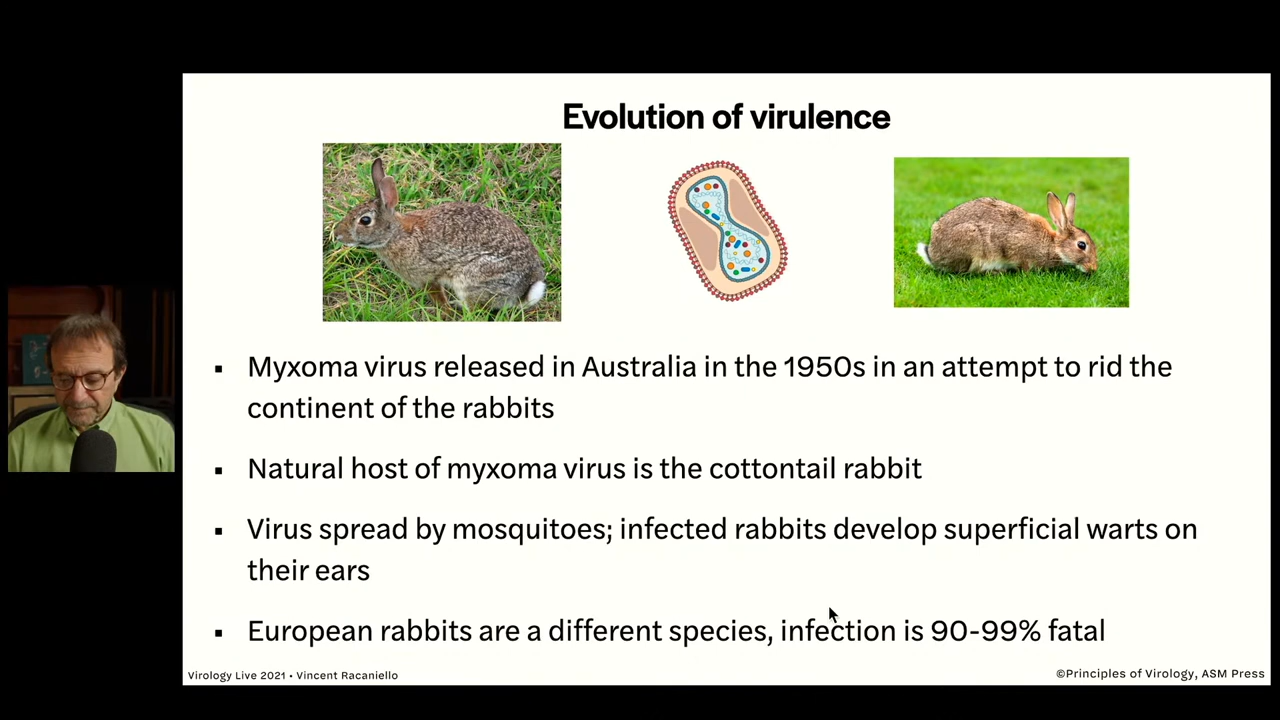 Evolution of virulence
▪ Myxoma virus released in Australia in the 1950s in an attempt to rid the
continent of the rabbits
▪ Natural host of myxoma virus is the cottontail rabbit
▪ Virus spread by mosquitoes; infected rabbits develop superficial warts on
their ears
▪ European rabbits are a different species, infection is 90-99% fatal
Virology Live 2021 • Vincent Racaniello
©Principles of Virology, ASM Press